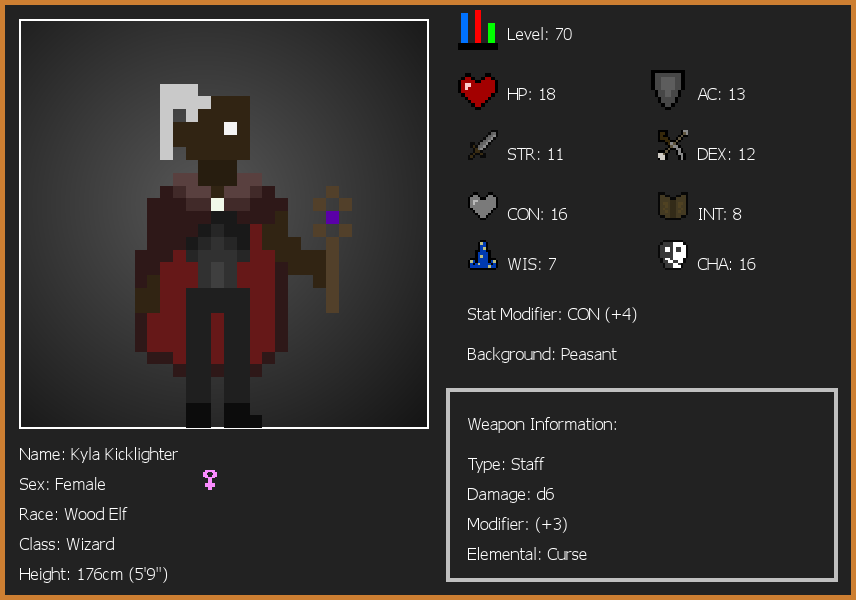 Level: 70
HP: 18
AC: 13
STR: 11
DEX: 12
CON: 16
INT: 8
WIS: 7
CHA: 16
Stat Modifier: CON (+4)
Background: Peasant
Weapon Information:
Type: Staff
Damage: d6
Modifier: (+3)
Elemental: Curse
Name: Kyla Kicklighter
Sex: Female
Race: Wood Elf
Class: Wizard
Height: 176cm (5'9")